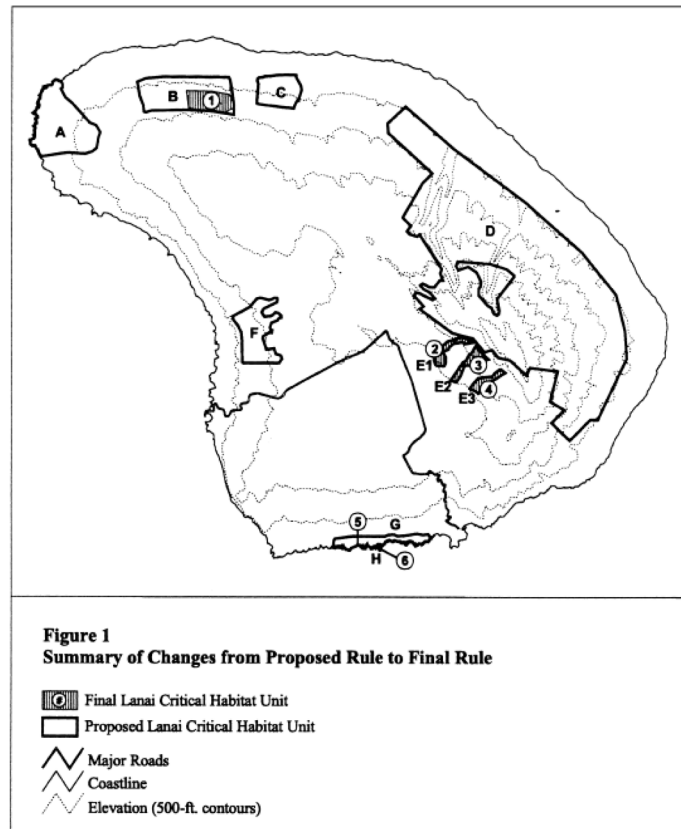 A
B
1
C
D
F
2
E1
3
E2
4
E3
5
G
H
6
Figure 1
Summary of Changes from Proposed Rule to Final Rule
# Final Lanai Critical Habitat Unit
Proposed Lanai Critical Habitat Unit
Major Roads
Coastline
Elevation (500-ft. contours)